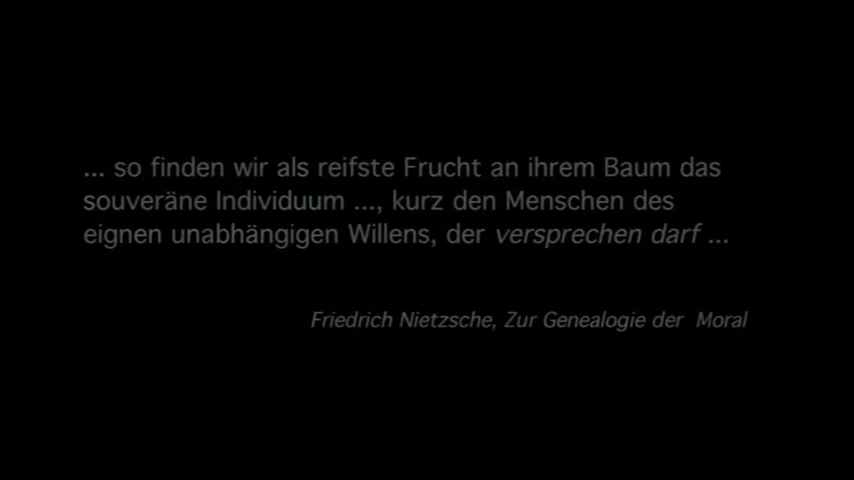 ... so finden wir als reifste Frucht an ihrem Baum das
souveräne Individuum ..., kurz den Menschen des
eignen unabhängigen Willens, der versprechen darf ...
Friedrich Nietzsche, Zur Genealogie der Moral